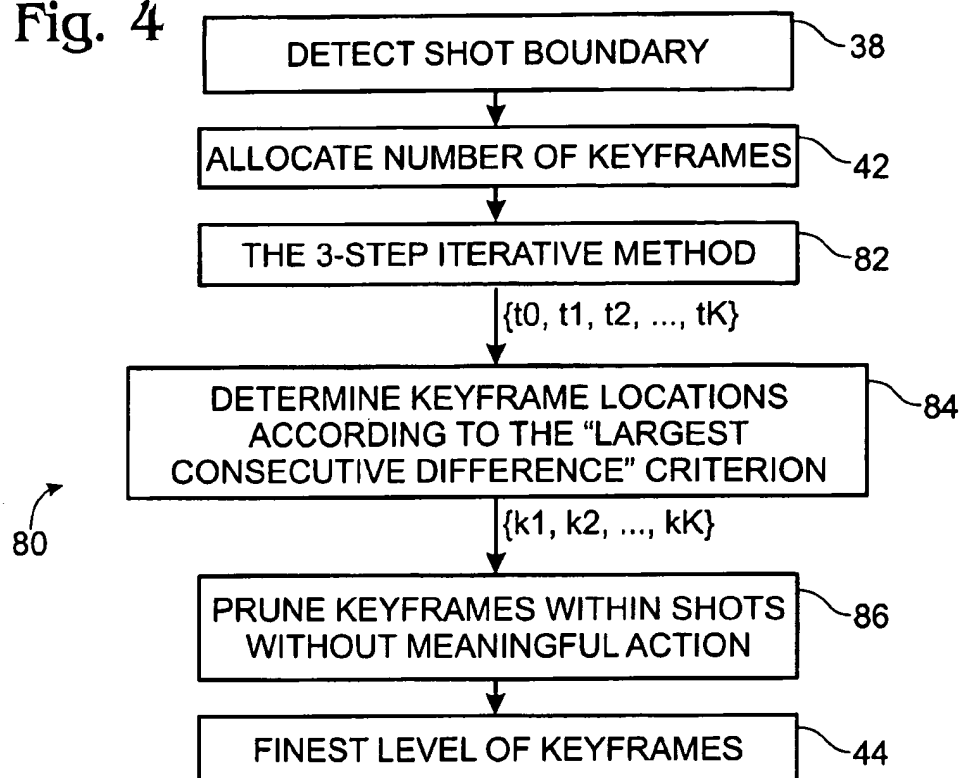 Fig. 4
DETECT SHOT BOUNDARY
38
ALLOCATE NUMBER OF KEYFRAMES
42
THE 3-STEP ITERATIVE METHOD
82
{t0, t1, t2, ..., tK}
DETERMINE KEYFRAME LOCATIONS
ACCORDING TO THE “LARGEST
CONSECUTIVE DIFFERENCE” CRITERION
84
80
{k1, k2, ..., kK}
PRUNE KEYFRAMES WITHIN SHOTS
WITHOUT MEANINGFUL ACTION
86
FINEST LEVEL OF KEYFRAMES
44